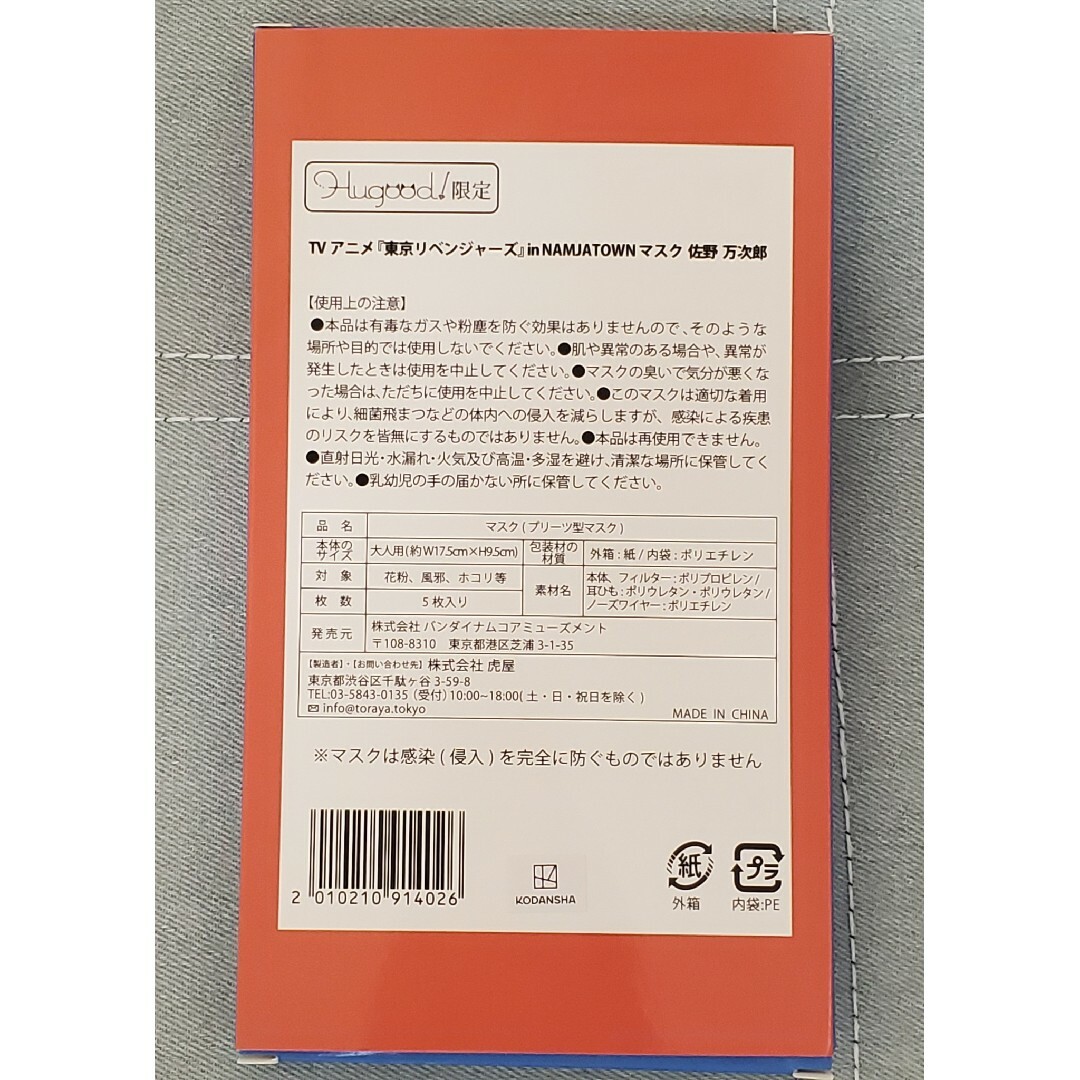 Hugood!限定
TV アニメ『東京リベンジャーズ』in NAMJATOWN マスク 佐野 万次郎
【使用上の注意】
●本品は有毒なガスや粉塵を防ぐ効果はありませんので、そのような
場所や目的では使用しないでください。●肌や異常のある場合や、異常が
発生したときは使用を中止してください。●マスクの臭いで気分が悪くな
った場合は、ただちに使用を中止してください。●このマスクは適切な着用
により、細菌飛まつなどの体内への侵入を減らしますが、感染による疾患
のリスクを皆無にするものではありません。●本品は再使用できません。
●直射日光・水漏れ・火気及び高温・多湿を避け、清潔な場所に保管してく
ださい。●乳幼児の手の届かない所に保管してください。
品 名 マスク(プリーツ型マスク)
本体のサイズ 大人用(約W17.5cm×H9.5cm) 包装材の材質 外箱:紙/内袋:ポリエチレン
対 象 花粉、風邪、ホコリ等
枚 数 5枚入り
素材名 本体、フィルター:ポリプロピレン/
耳ひも:ポリウレタン・ポリウレタン/
ノーズワイヤー:ポリエチレン
発売元 株式会社 バンダイナムコアミューズメント
〒108-8310 東京都港区芝浦 3-1-35
【製造者】・【お問い合わせ先】株式会社 虎屋
東京都渋谷区千駄ヶ谷 3-59-8
TEL:03-5843-0135 (受付)10:00~18:00(土・日・祝日を除く)
✉ info@toraya.tokyo
MADE IN CHINA
※マスクは感染(侵入)を完全に防ぐものではありません
2 010210 914026
KODANSHA
紙
外箱
プラ
内袋:PE